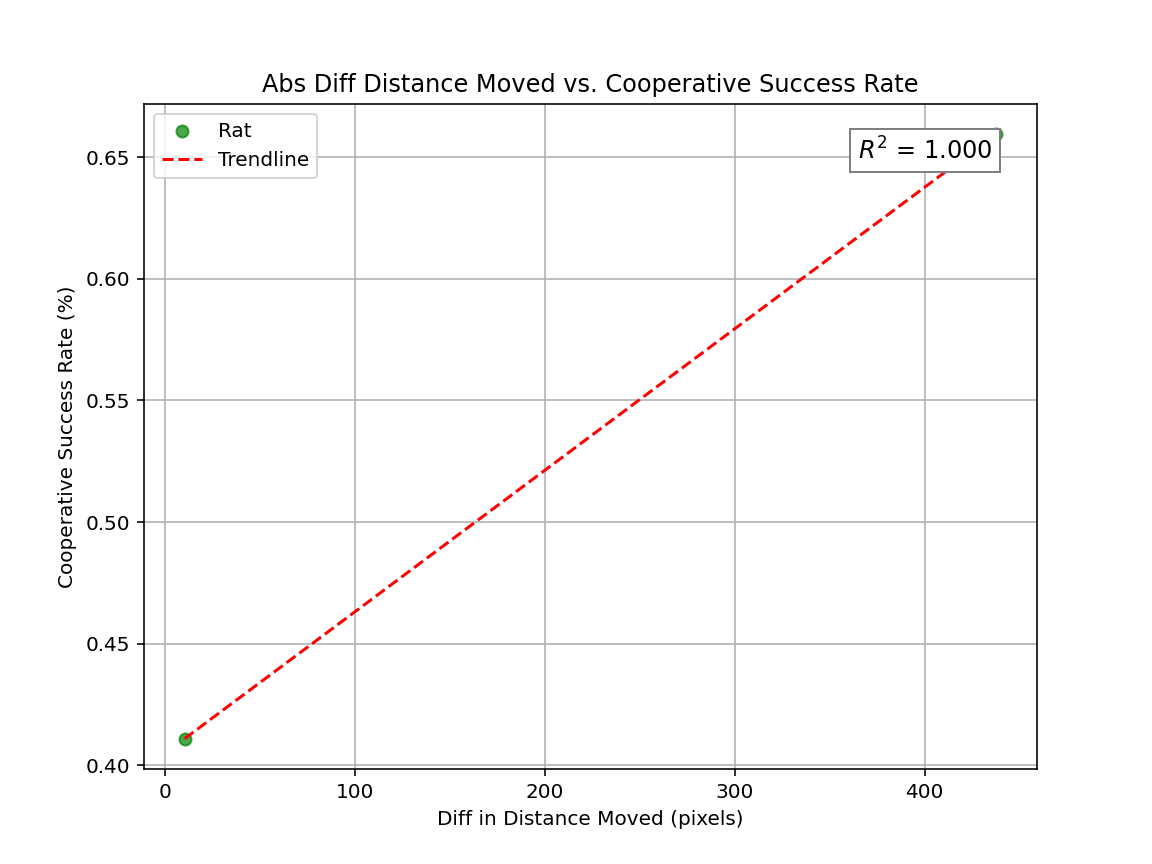 Abs Diff Distance Moved vs. Cooperative Success Rate
Rat
Trendline
R² = 1.000
Cooperative Success Rate (%)
0.65
0.60
0.55
0.50
0.45
0.40
0
100
200
300
400
Diff in Distance Moved (pixels)